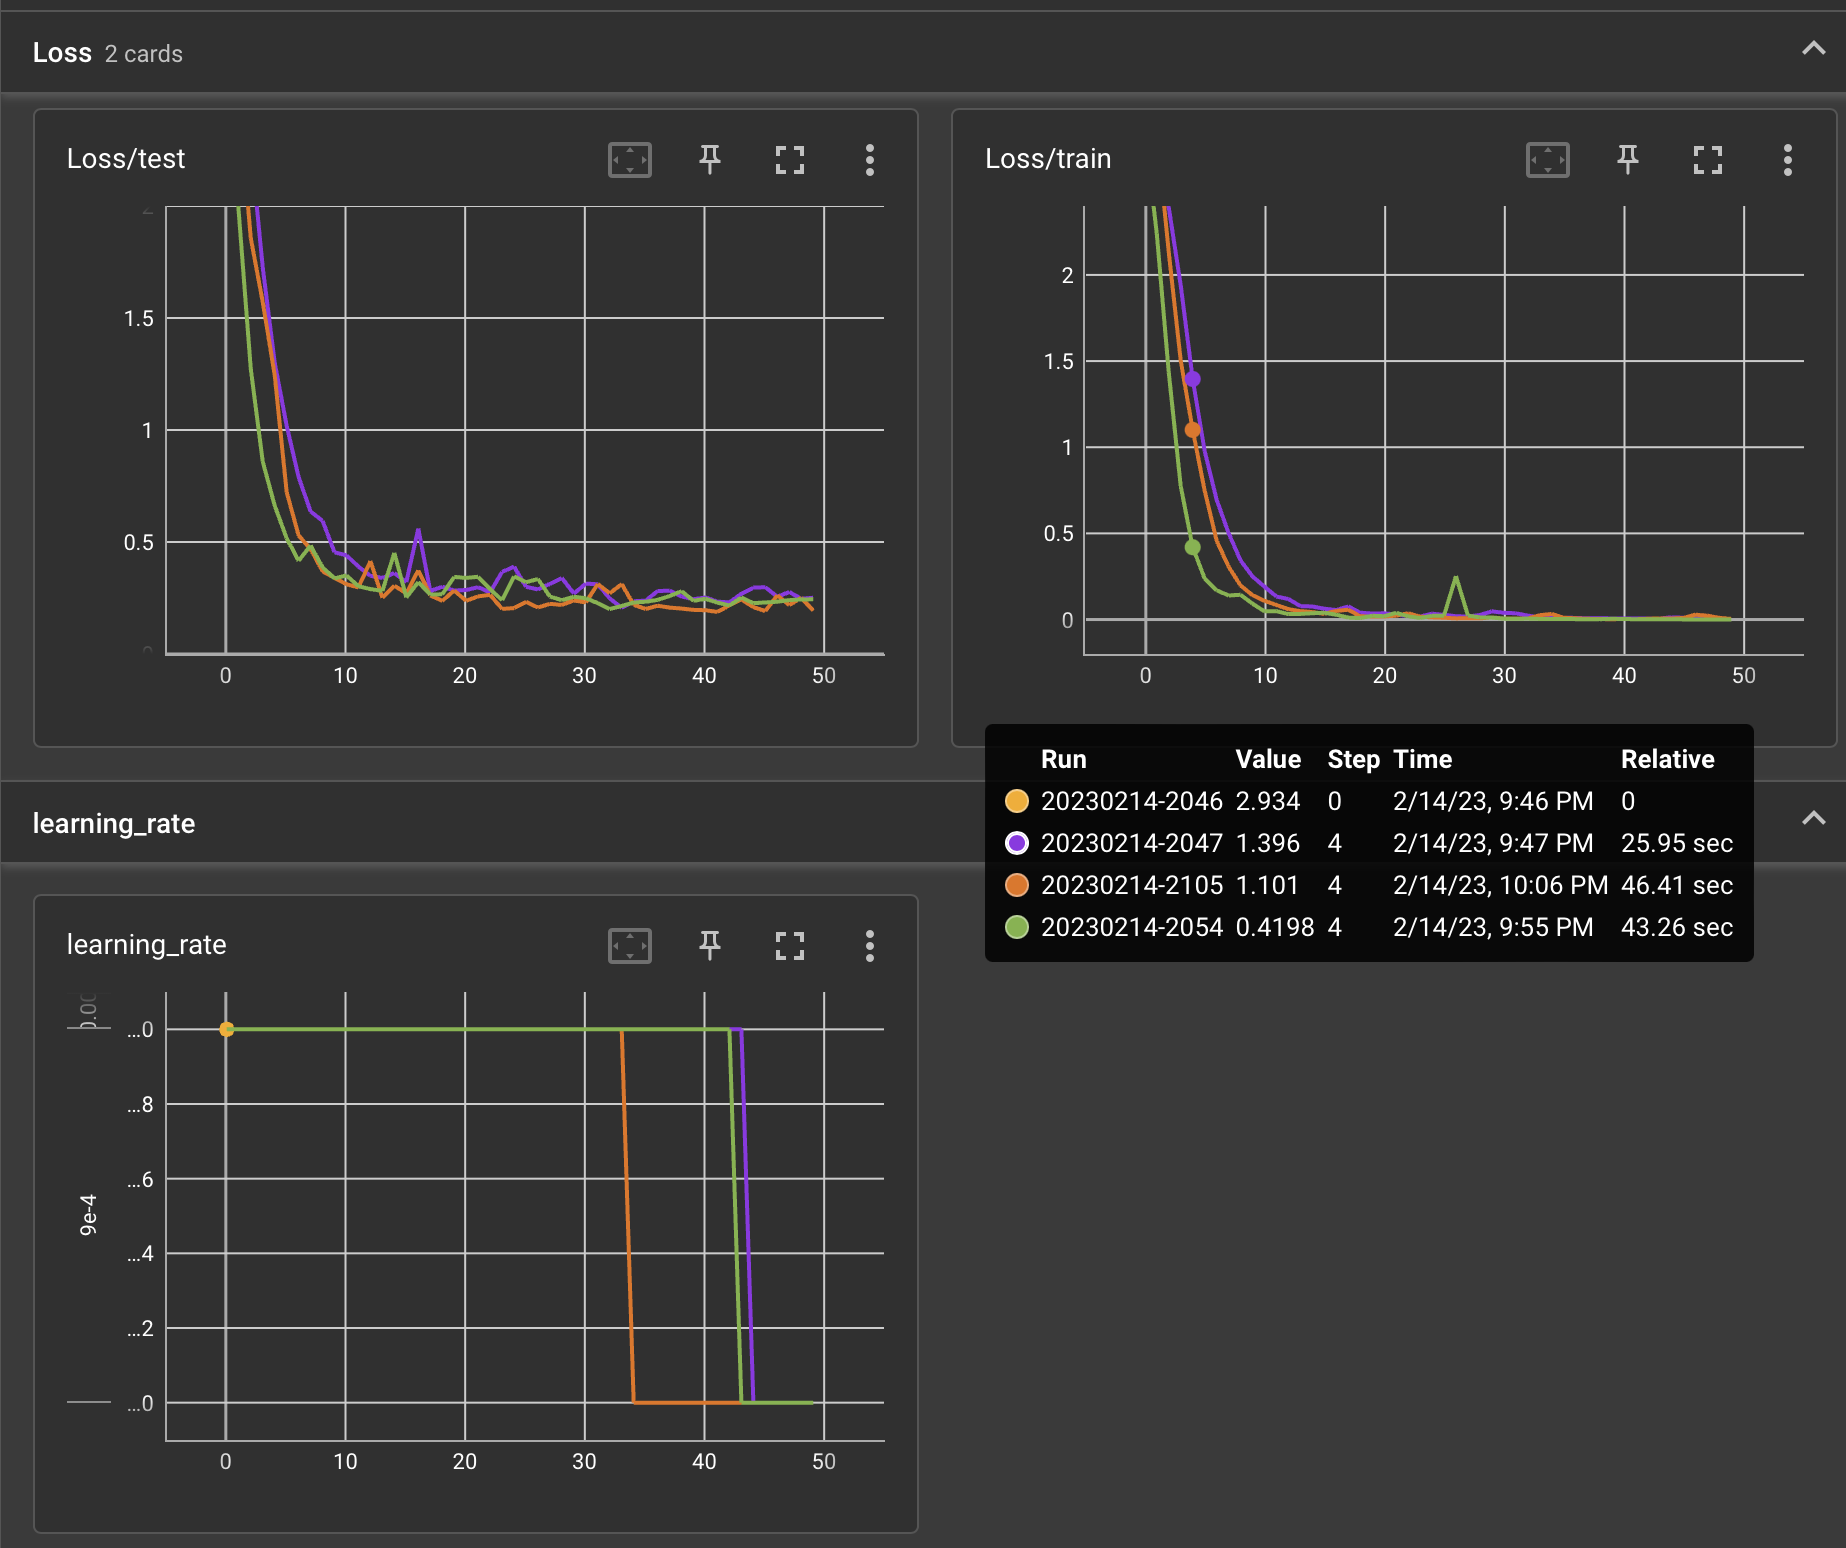 Loss 2 cards
Loss/test
2
1.5
1
0.5
0
0 10 20 30 40 50
Loss/train
2
1.5
1
0.5
0
0 10 20 30 40 50
Run Value Step Time Relative
20230214-2046 2.934 0 2/14/23, 9:46 PM 0
20230214-2047 1.396 4 2/14/23, 9:47 PM 25.95 sec
20230214-2105 1.101 4 2/14/23, 10:06 PM 46.41 sec
20230214-2054 0.4198 4 2/14/23, 9:55 PM 43.26 sec
learning_rate
learning_rate
...0
...8
...6
...4
...2
...0
9e-4
0 10 20 30 40 50